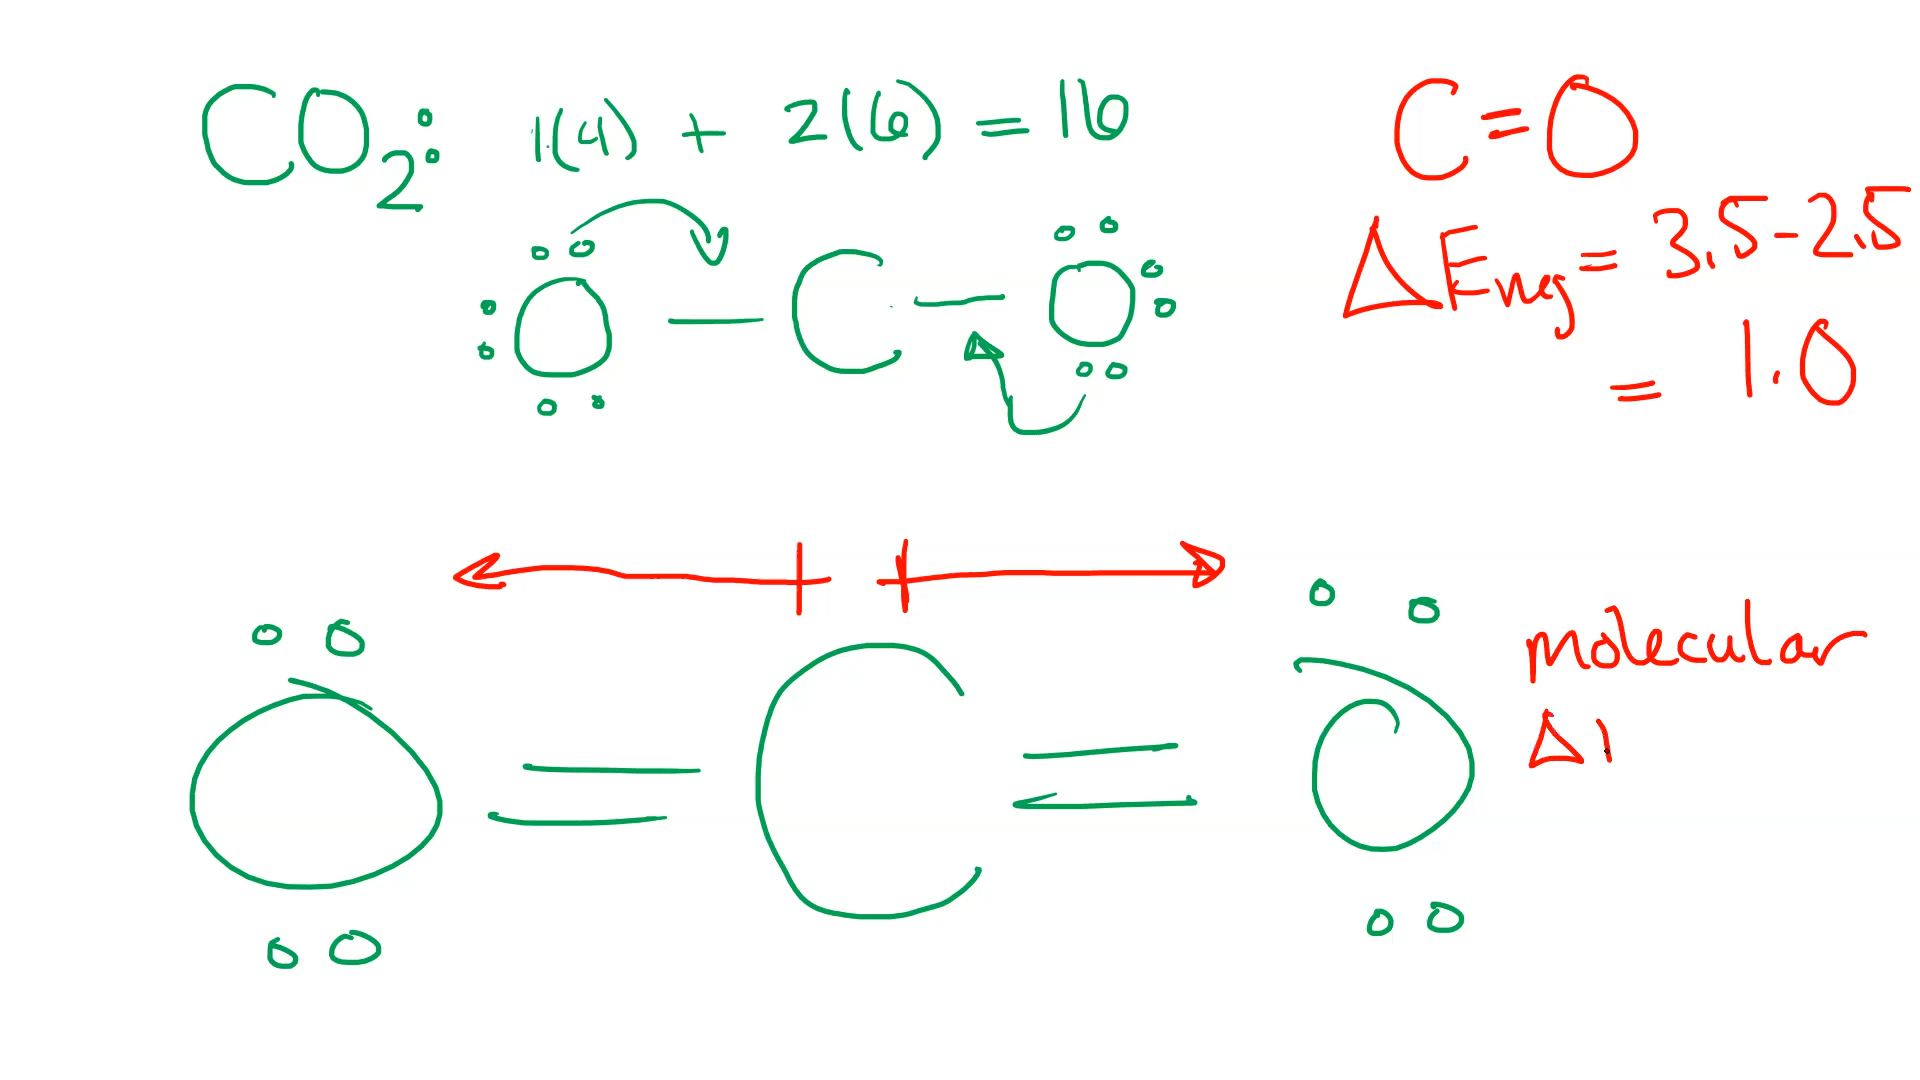 CO₂: 1(4) + 2(6) = 16
O — C — O
O = C = O
C=O
ΔEneg = 3.5-2.5
= 1.0
molecular
Δ